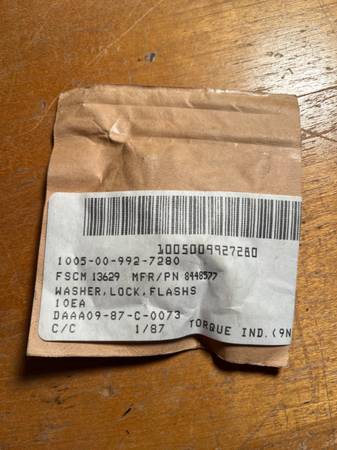 1005009927280
1005-00-992-7280
FSCM 13629 MFR/PN 8448577
WASHER,LOCK,FLASHS
10EA
DAAA09-87-C-0073
C/C 1/87 TORQUE IND.(9N